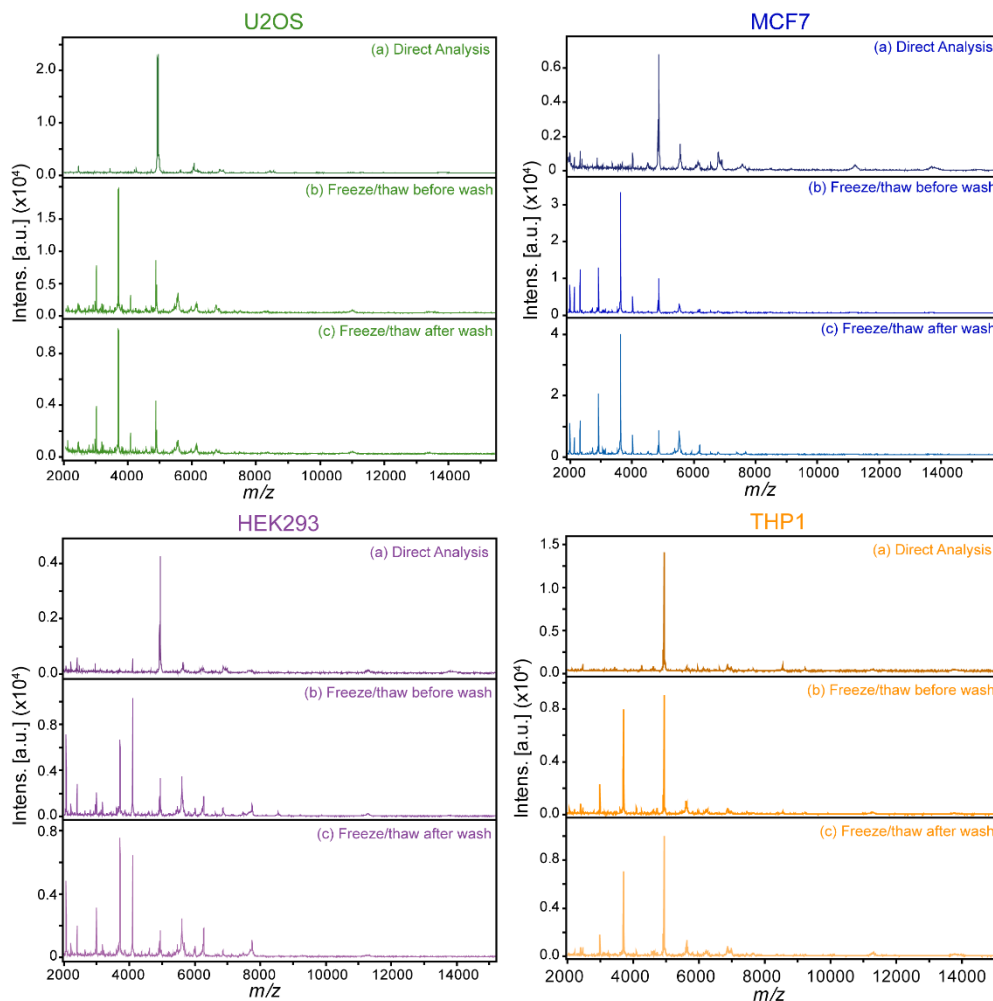 U2OS
(a) Direct Analysis
2.0
1.0
0.0
(b) Freeze/thaw before wash
1.5
1.0
0.5
0.0
(c) Freeze/thaw after wash
0.8
0.4
0.0
2000 4000 6000 8000 10000 12000 14000
m/z
Intens. [a.u.] (x10⁴)
MCF7
(a) Direct Analysis
0.6
0.4
0.2
0
(b) Freeze/thaw before wash
3
2
1
0
(c) Freeze/thaw after wash
4
2
0
2000 4000 6000 8000 10000 12000 14000
m/z
Intens. [a.u.] (x10⁴)
HEK293
(a) Direct Analysis
0.4
0.2
0.0
(b) Freeze/thaw before wash
0.8
0.4
0.0
(c) Freeze/thaw after wash
0.8
0.4
0
2000 4000 6000 8000 10000 12000 14000
m/z
Intens. [a.u.] (x10⁴)
THP1
(a) Direct Analysis
1.5
1.0
0.5
0.0
(b) Freeze/thaw before wash
0.8
0.4
0.0
(c) Freeze/thaw after wash
0.8
0.4
0.0
2000 4000 6000 8000 10000 12000 14000
m/z
Intens. [a.u.] (x10⁴)